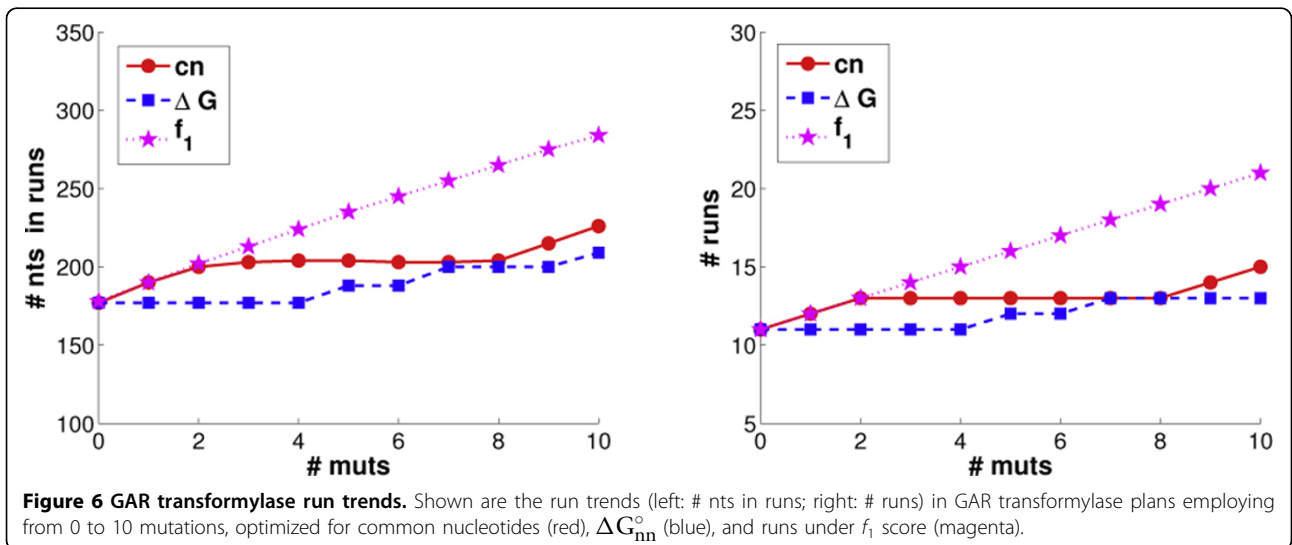 350
300
250
200
150
100
# nts in runs
cn
Δ G
f1
0
2
4
6
8
10
# muts
30
25
20
15
10
5
# runs
cn
Δ G
f1
0
2
4
6
8
10
# muts
Figure 6 GAR transformylase run trends. Shown are the run trends (left: # nts in runs; right: # runs) in GAR transformylase plans employing
from 0 to 10 mutations, optimized for common nucleotides (red), ΔG°nn (blue), and runs under f1 score (magenta).